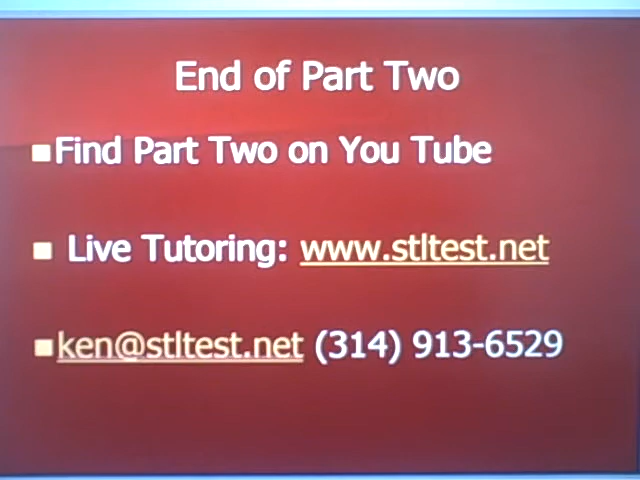 End of Part Two
Find Part Two on You Tube
Live Tutoring: www.stltest.net
ken@stltest.net (314) 913-6529